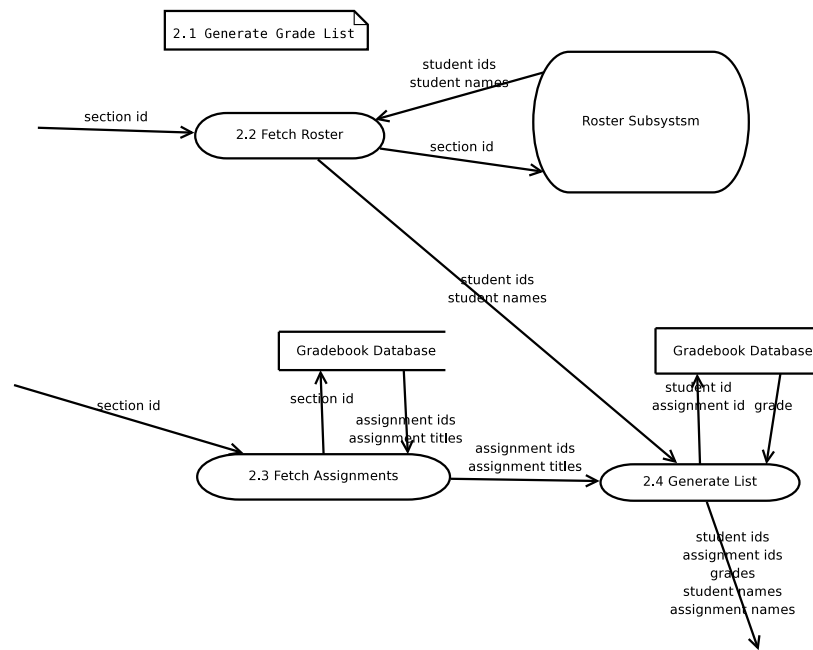 2.1 Generate Grade List
student ids
student names
section id
2.2 Fetch Roster
Roster Subsystsm
section id
student ids
student names
Gradebook Database
Gradebook Database
section id
section id
assignment ids
assignment titles
student id
assignment id
grade
2.3 Fetch Assignments
assignment ids
assignment titles
2.4 Generate List
student ids
assignment ids
grades
student names
assignment names